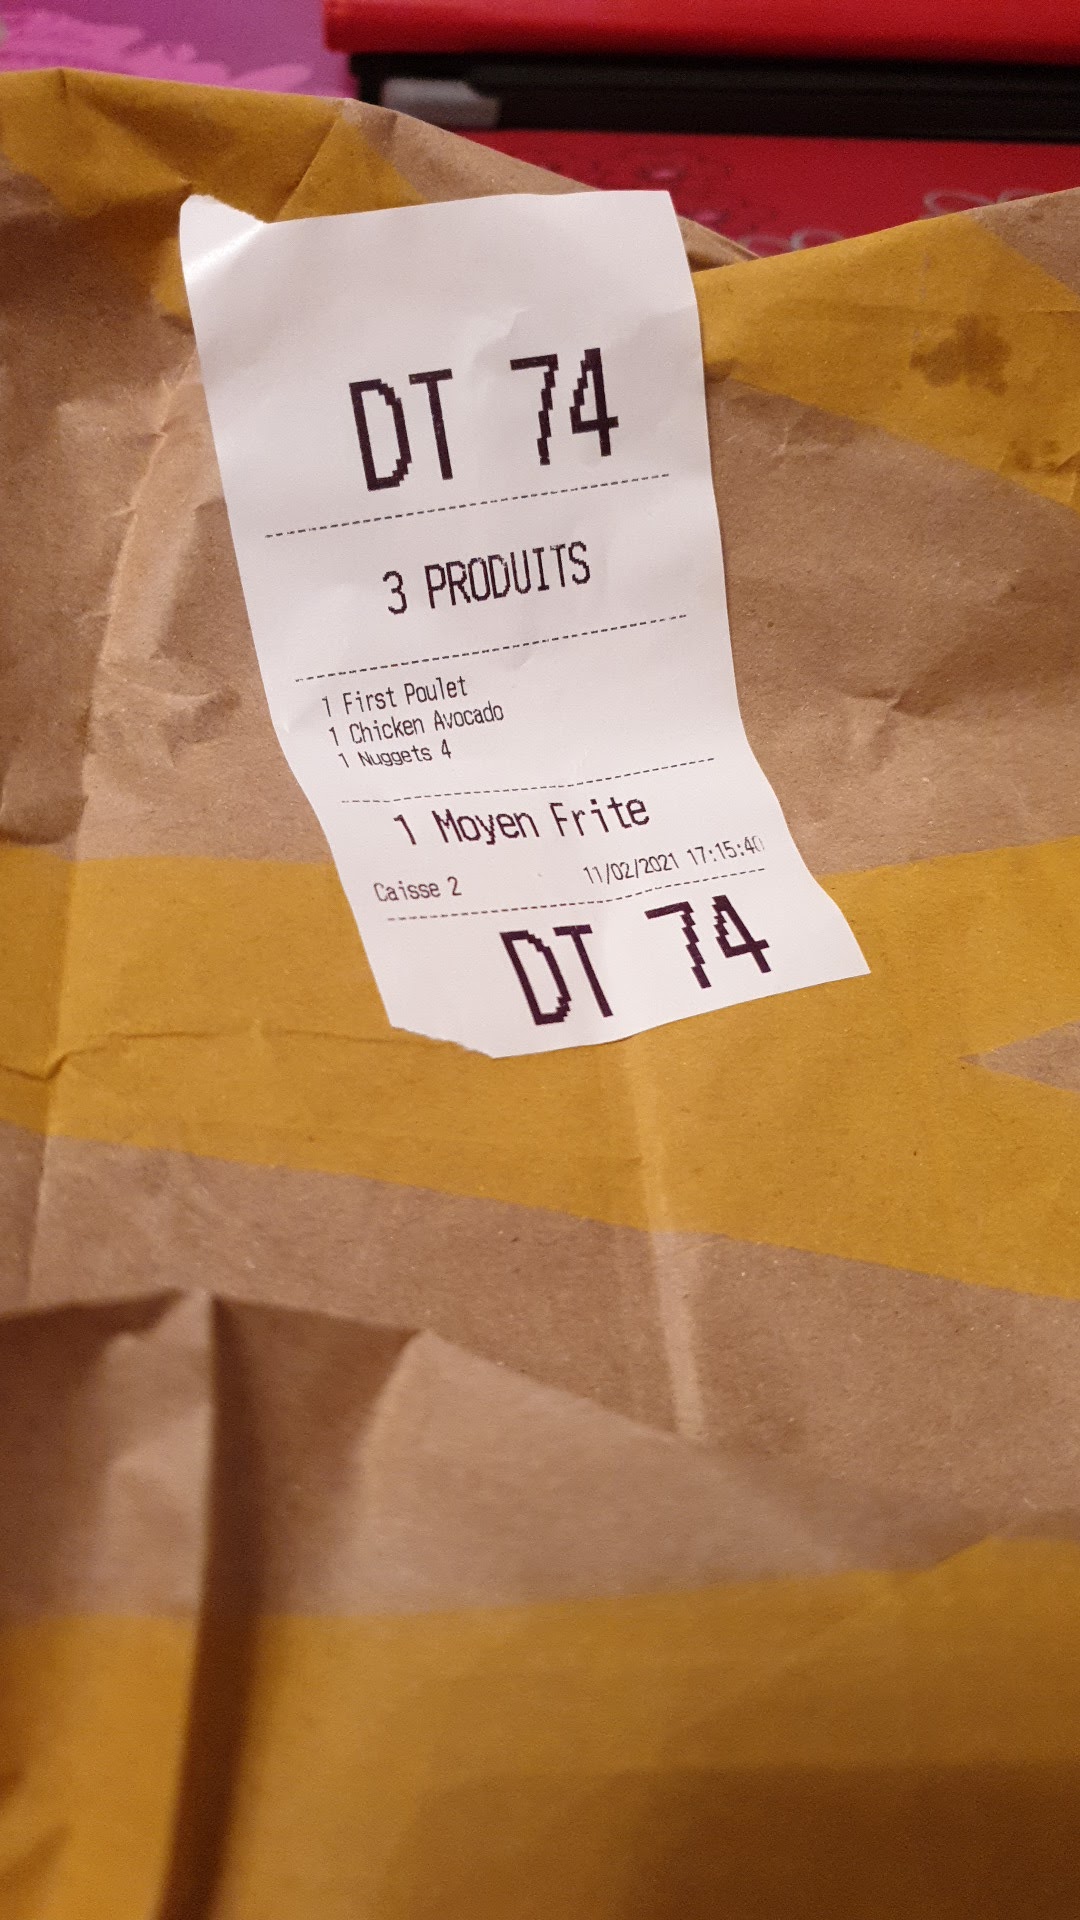 DT 74
3 PRODUITS
1 First Poulet
1 Chicken Avocado
1 Nuggets 4
1 Moyen Frite
Caisse 2 11/02/2021 17:15:40
DT 74